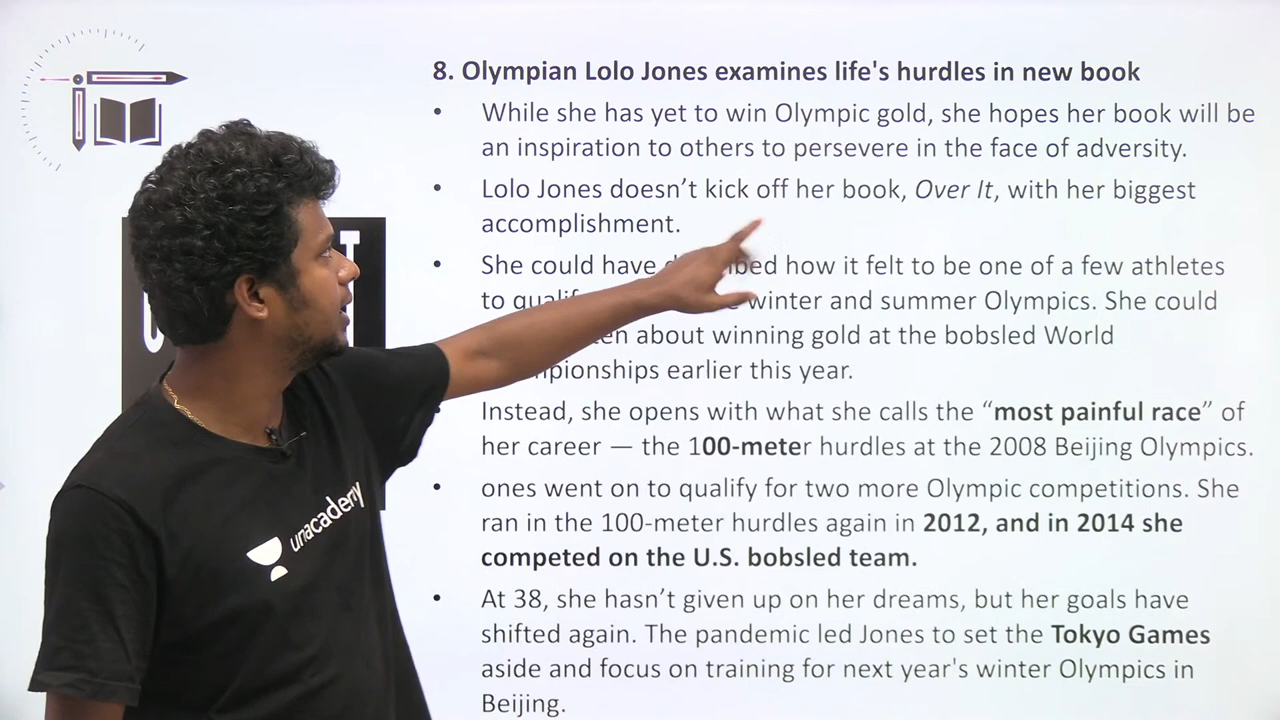 8. Olympian Lolo Jones examines life's hurdles in new book
• While she has yet to win Olympic gold, she hopes her book will be
an inspiration to others to persevere in the face of adversity.
• Lolo Jones doesn’t kick off her book, Over It, with her biggest
accomplishment.
• She could have how it felt to be one of a few athletes
to winter and summer Olympics. She could
about winning gold at the bobsled World
earlier this year.
• Instead, she opens with what she calls the “most painful race” of
her career — the 100-meter hurdles at the 2008 Beijing Olympics.
• ones went on to qualify for two more Olympic competitions. She
ran in the 100-meter hurdles again in 2012, and in 2014 she
competed on the U.S. bobsled team.
• At 38, she hasn’t given up on her dreams, but her goals have
shifted again. The pandemic led Jones to set the Tokyo Games
aside and focus on training for next year's winter Olympics in
Beijing.
unacademy